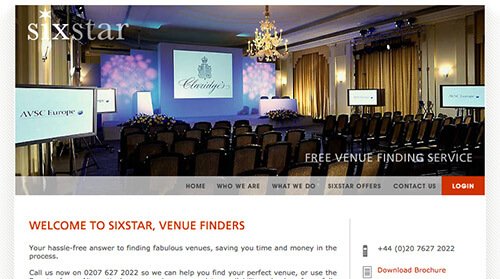 sixstar
Claridge's
AVSC Europe
AVSC Europe
AVSC Europe
FREE VENUE FINDING SERVICE
HOME WHO WE ARE WHAT WE DO SIXSTAR OFFERS CONTACT US LOGIN
WELCOME TO SIXSTAR, VENUE FINDERS
Your hassle-free answer to finding fabulous venues, saving you time and money in the
process.
+44 (0)20 7627 2022
Call us now on 0207 627 2022 so we can help you find your perfect venue, or use the
Download Brochure